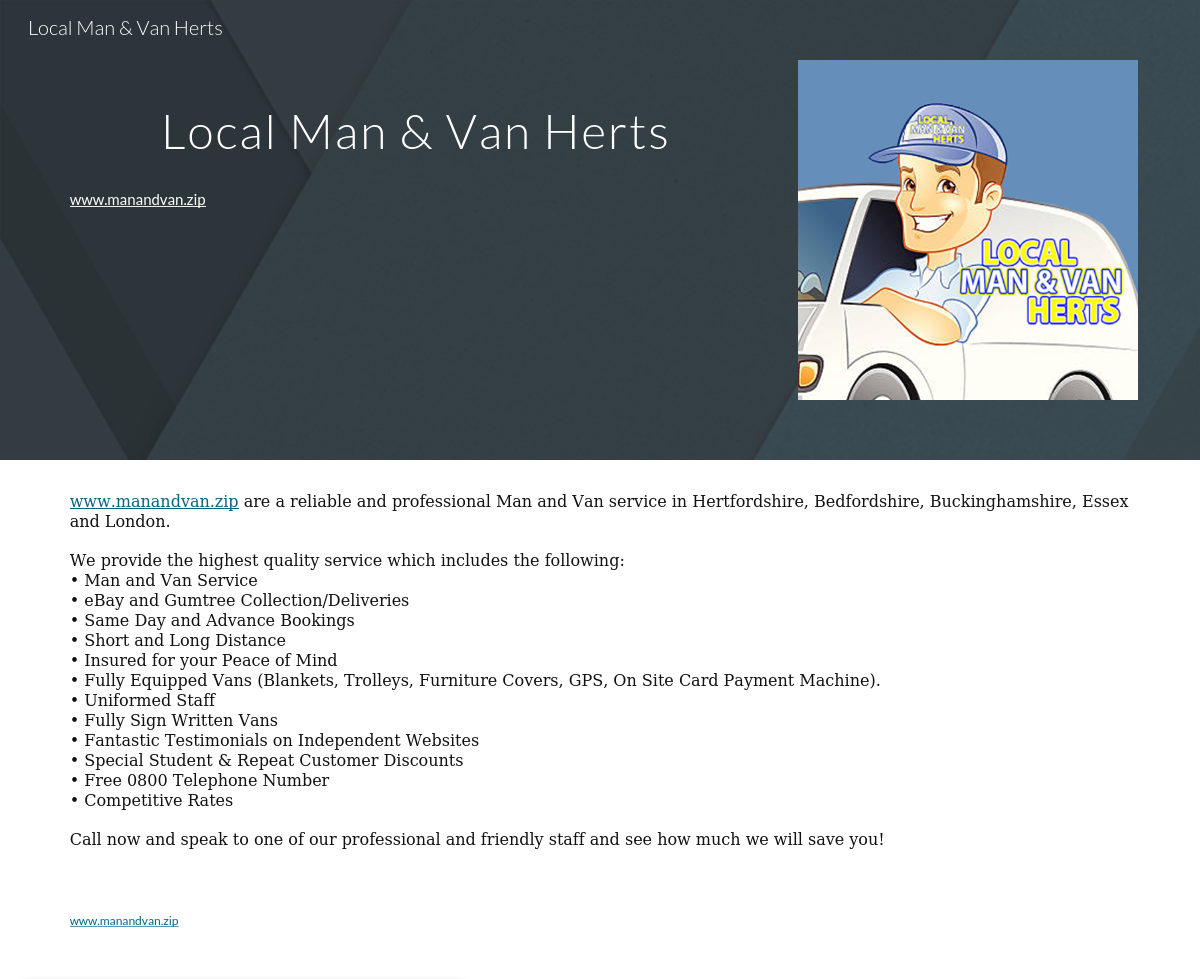 Local Man & Van Herts
Local Man & Van Herts
www.manandvan.zip
LOCAL
MAN & VAN
HERTS
LOCAL
MAN & VAN
HERTS
www.manandvan.zip are a reliable and professional Man and Van service in Hertfordshire, Bedfordshire, Buckinghamshire, Essex
and London.
We provide the highest quality service which includes the following:
• Man and Van Service
• eBay and Gumtree Collection/Deliveries
• Same Day and Advance Bookings
• Short and Long Distance
• Insured for your Peace of Mind
• Fully Equipped Vans (Blankets, Trolleys, Furniture Covers, GPS, On Site Card Payment Machine).
• Uniformed Staff
• Fully Sign Written Vans
• Fantastic Testimonials on Independent Websites
• Special Student & Repeat Customer Discounts
• Free 0800 Telephone Number
• Competitive Rates
Call now and speak to one of our professional and friendly staff and see how much we will save you!
www.manandvan.zip